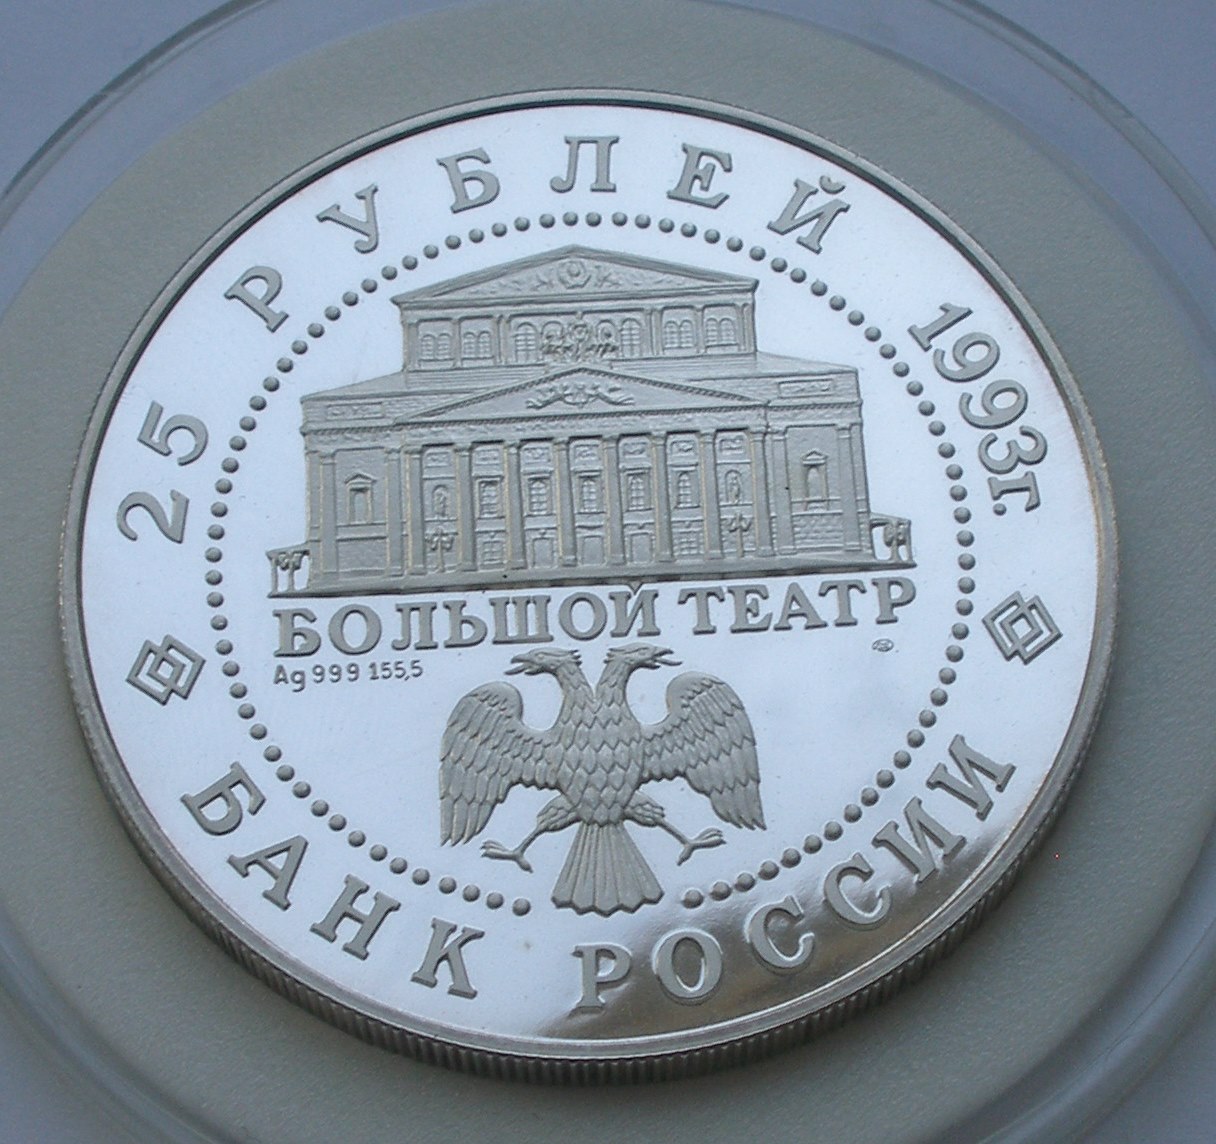 25 РУБЛЕЙ 1993г.
БОЛЬШОЙ ТЕАТР
Ag 999 155,5
БАНК РОССИИ